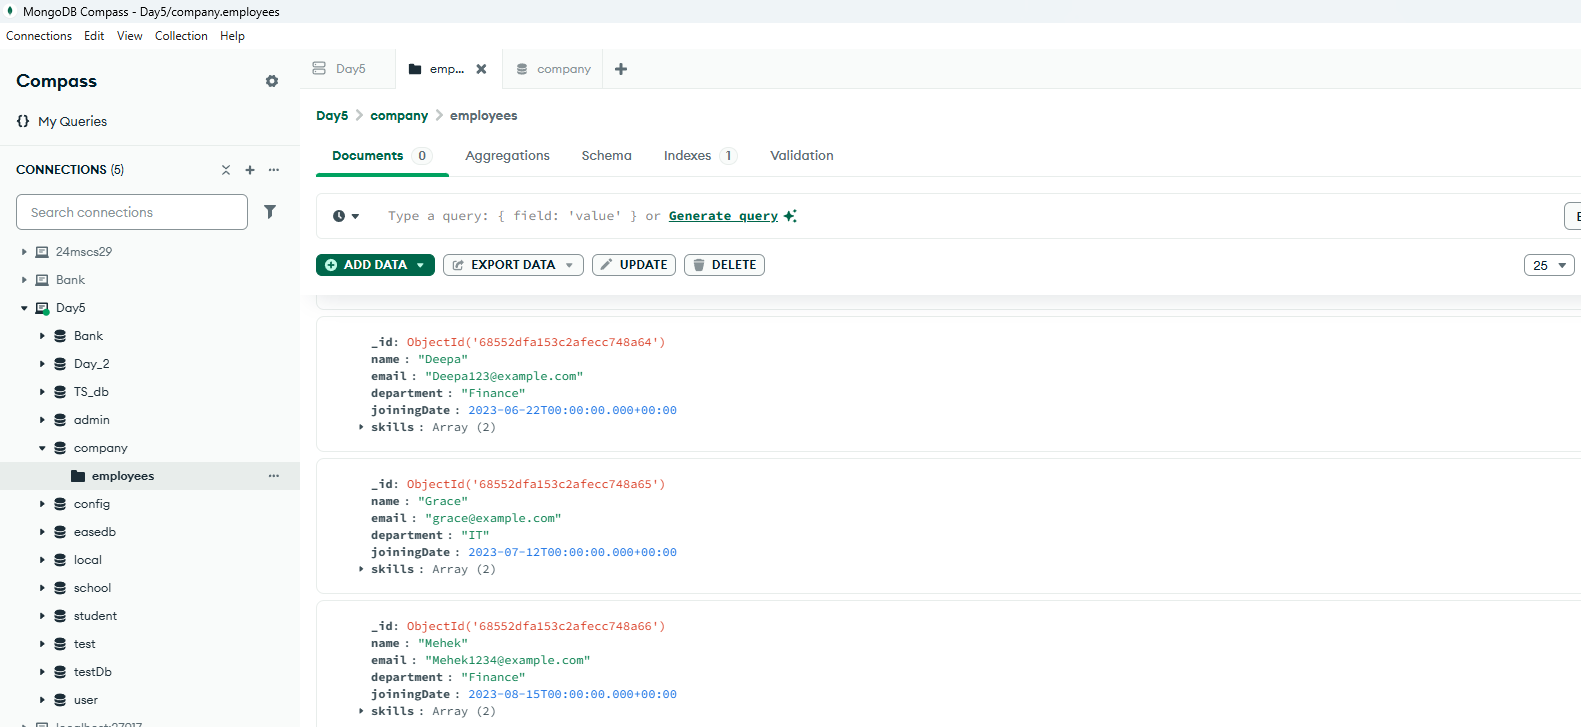 MongoDB Compass - Day5/company.employees
Connections Edit View Collection Help
Compass
{} My Queries
CONNECTIONS (5)
Search connections
24mscs29
Bank
Day5
Bank
Day_2
TS_db
admin
company
employees
config
easedb
local
school
student
test
testDb
user
Day5 emp... company
Day5 > company > employees
Documents 0 Aggregations Schema Indexes 1 Validation
Type a query: { field: 'value' } or Generate query
ADD DATA EXPORT DATA UPDATE DELETE 25
_id: ObjectId('68552dfa153c2afecc748a64')
name : "Deepa"
email : "Deepa123@example.com"
department : "Finance"
joiningDate : 2023-06-22T00:00:00.000+00:00
skills : Array (2)
_id: ObjectId('68552dfa153c2afecc748a65')
name : "Grace"
email : "grace@example.com"
department : "IT"
joiningDate : 2023-07-12T00:00:00.000+00:00
skills : Array (2)
_id: ObjectId('68552dfa153c2afecc748a66')
name : "Mehek"
email : "Mehek1234@example.com"
department : "Finance"
joiningDate : 2023-08-15T00:00:00.000+00:00
skills : Array (2)